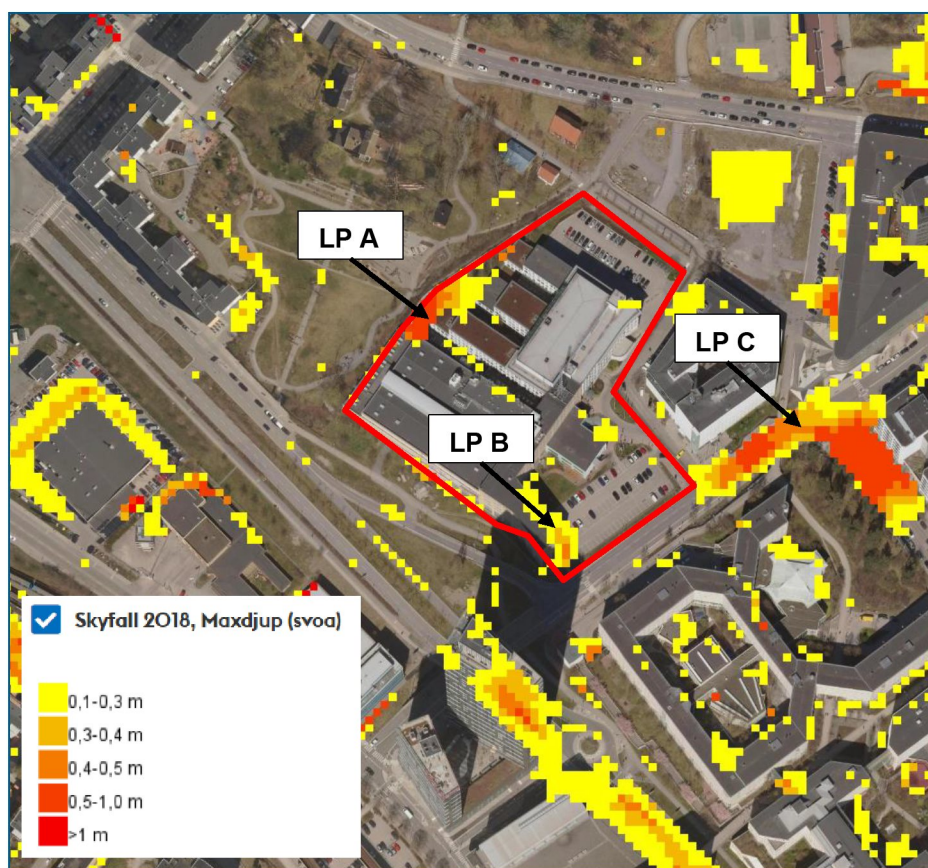 LP A
LP C
LP B
Skyfall 2018, Maxdjup (svoa)
0,1-0,3 m
0,3-0,4 m
0,4-0,5 m
0,5-1,0 m
>1 m